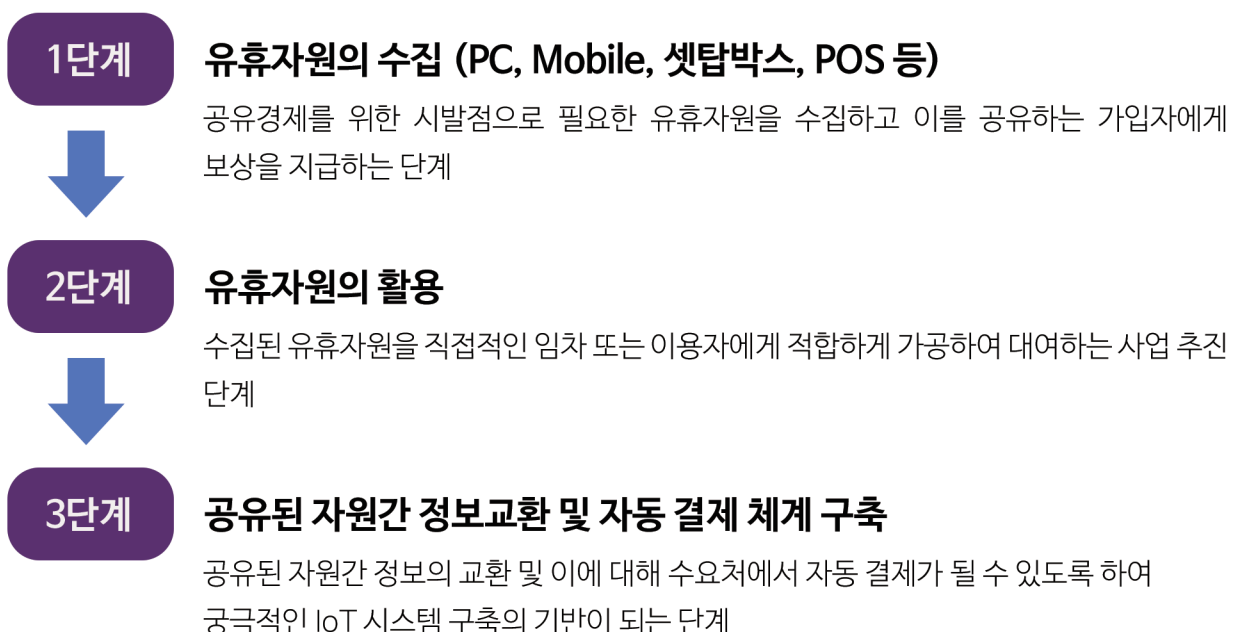 1단계
유휴자원의 수집 (PC, Mobile, 셋탑박스, POS 등)
공유경제를 위한 시발점으로 필요한 유휴자원을 수집하고 이를 공유하는 가입자에게
보상을 지급하는 단계
2단계
유휴자원의 활용
수집된 유휴자원을 직접적인 임차 또는 이용자에게 적합하게 가공하여 대여하는 사업 추진
단계
3단계
공유된 자원간 정보교환 및 자동 결제 체계 구축
공유된 자원간 정보의 교환 및 이에 대해 수요처에서 자동 결제가 될 수 있도록 하여
궁극적인 IoT 시스템 구축의 기반이 되는 단계